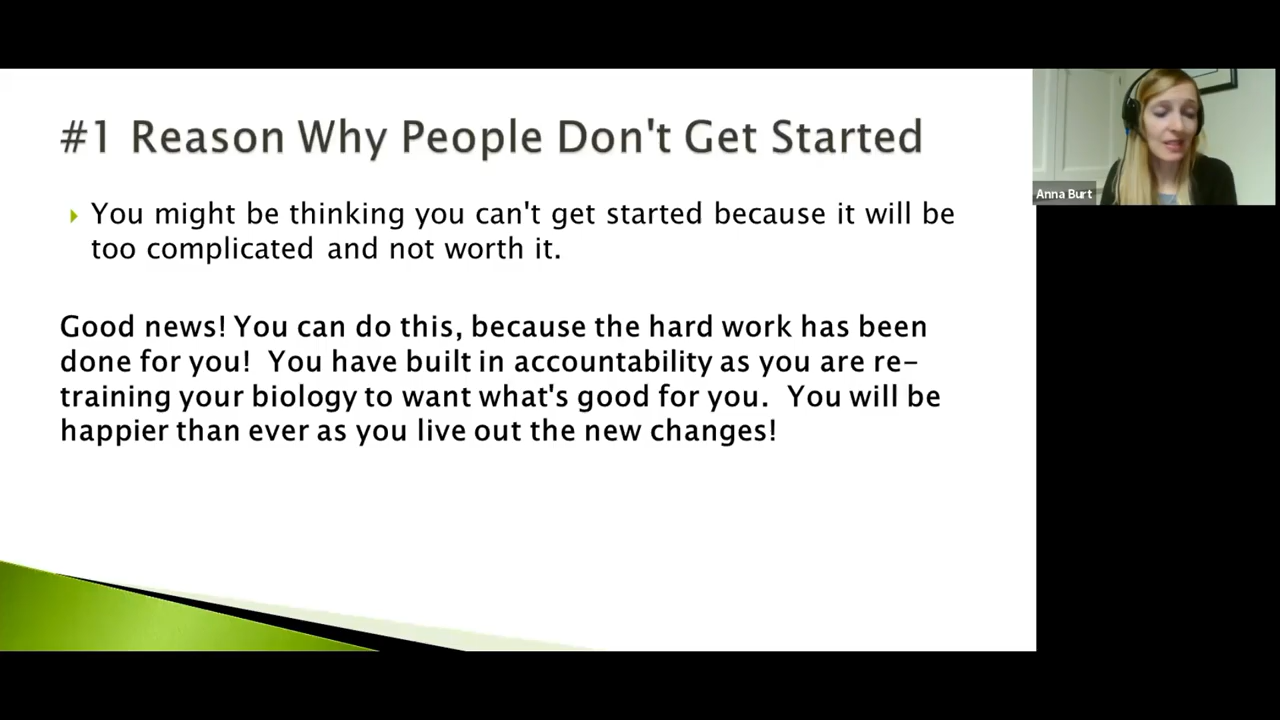 #1 Reason Why People Don't Get Started
You might be thinking you can't get started because it will be
too complicated and not worth it.
Good news! You can do this, because the hard work has been
done for you!  You have built in accountability as you are re-
training your biology to want what's good for you.  You will be
happier than ever as you live out the new changes!
Anna Burt